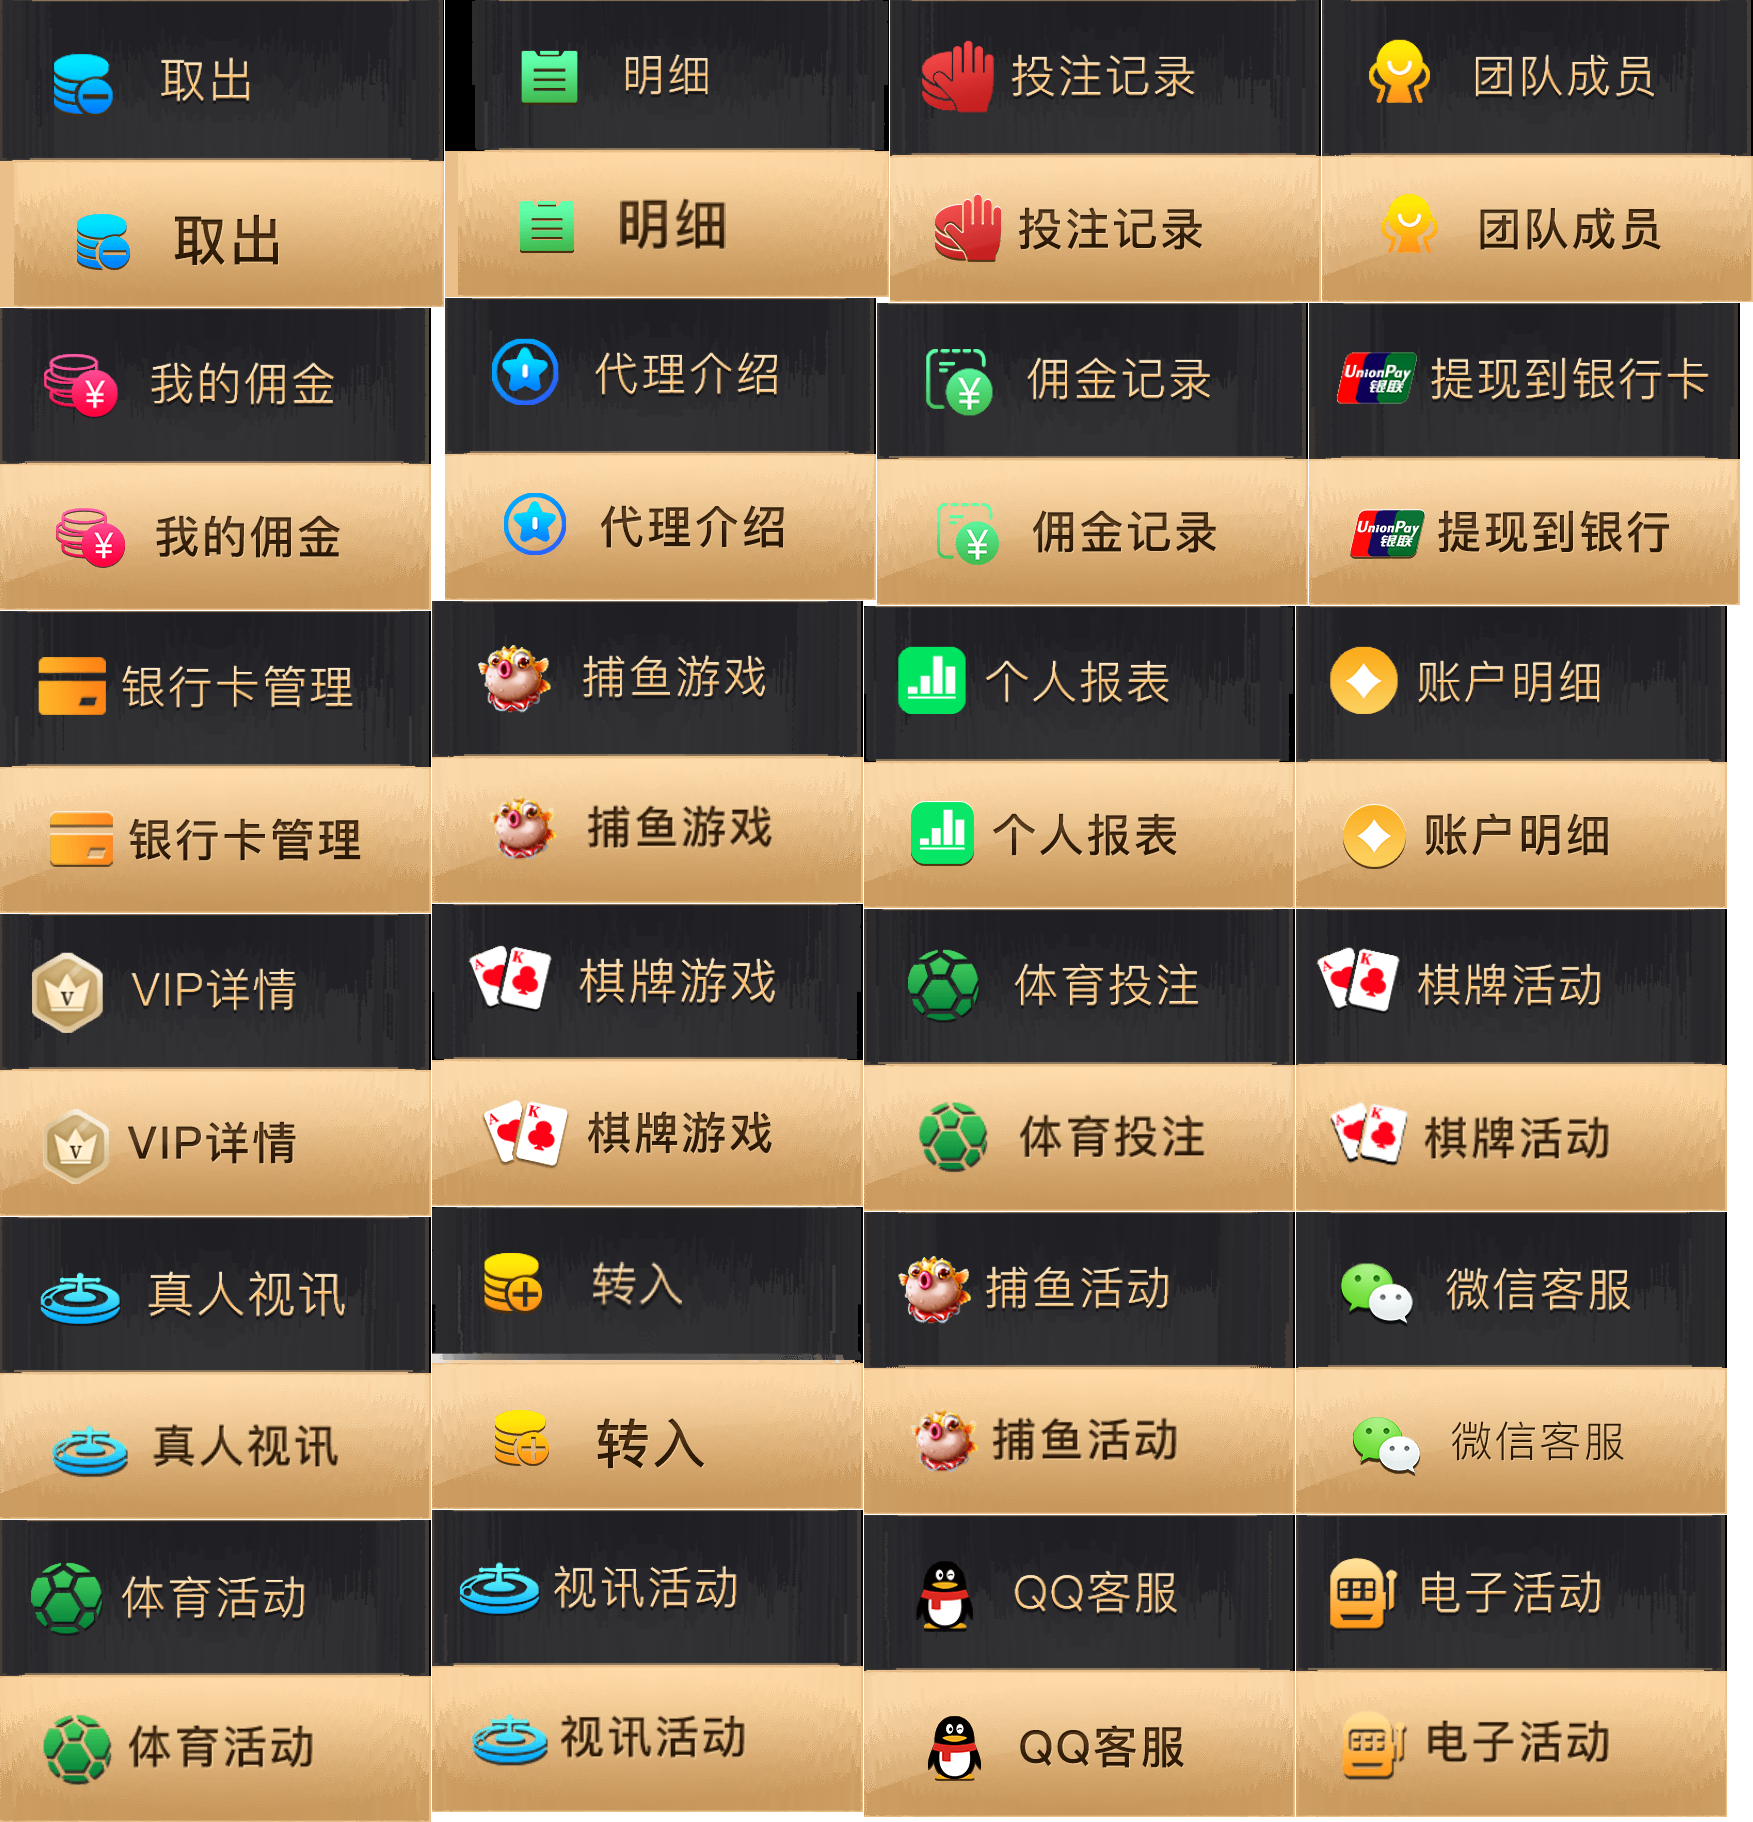 取出
明细
投注记录
团队成员
取出
明细
投注记录
团队成员
我的佣金
代理介绍
佣金记录
UnionPay
银联
提现到银行卡
我的佣金
代理介绍
佣金记录
UnionPay
银联
提现到银行
银行卡管理
捕鱼游戏
个人报表
账户明细
银行卡管理
捕鱼游戏
个人报表
账户明细
V
VIP详情
A K
棋牌游戏
体育投注
A K
棋牌活动
V
VIP详情
A K
棋牌游戏
体育投注
A K
棋牌活动
真人视讯
转入
捕鱼活动
微信客服
真人视讯
转入
捕鱼活动
微信客服
体育活动
视讯活动
QQ客服
电子活动
体育活动
视讯活动
QQ客服
电子活动